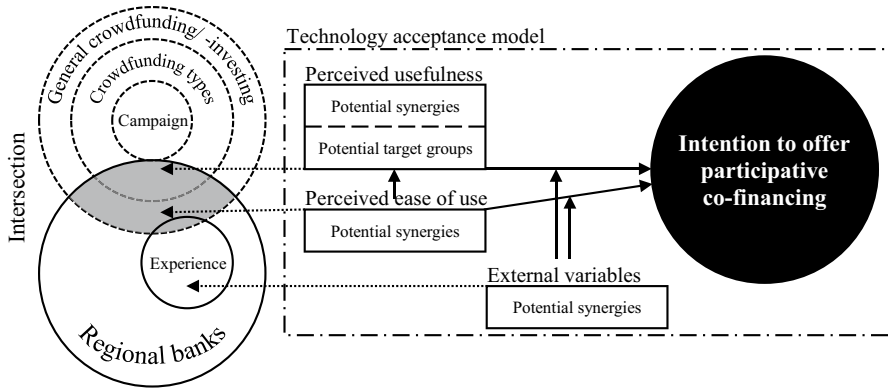 Intersection
General crowdfunding/ -investing
Crowdfunding types
Campaign
Experience
Regional banks
Technology acceptance model
Perceived usefulness
Potential synergies
Potential target groups
Perceived ease of use
Potential synergies
External variables
Potential synergies
Intention to offer
participative
co-financing